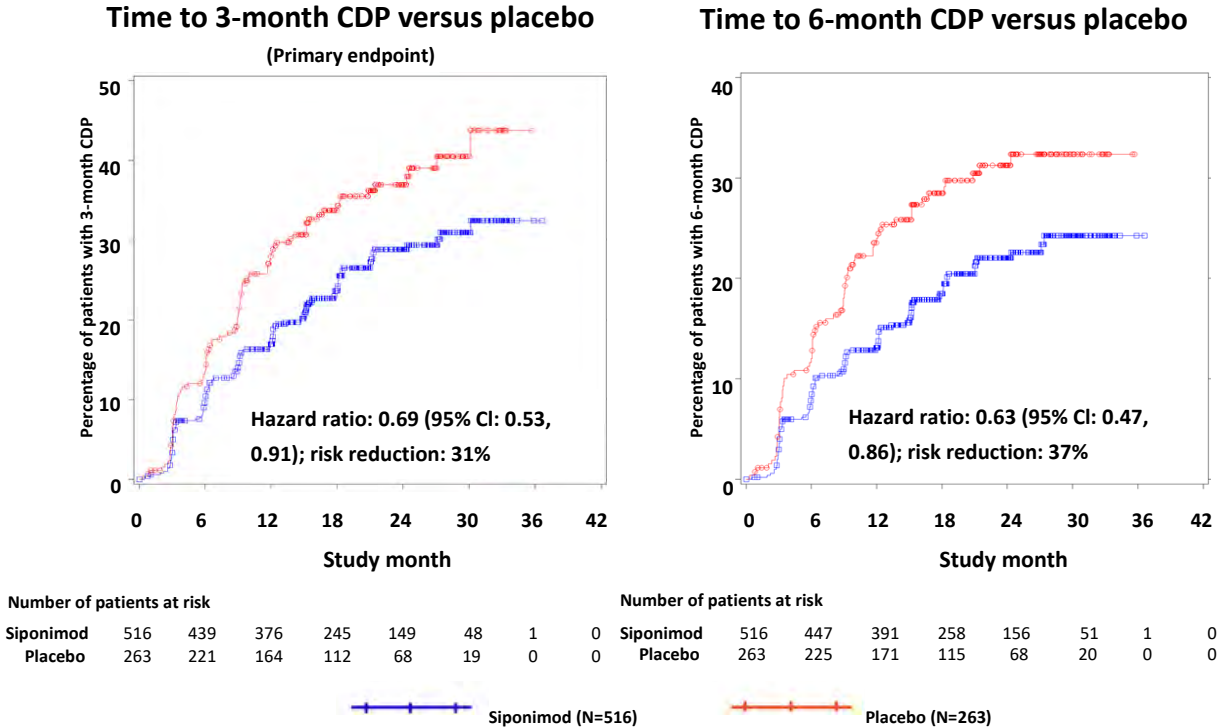 Time to 3-month CDP versus placebo
(Primary endpoint)
Percentage of patients with 3-month CDP
50
40
30
20
10
0
Hazard ratio: 0.69 (95% Cl: 0.53,
0.91); risk reduction: 31%
0 6 12 18 24 30 36 42
Study month
Time to 6-month CDP versus placebo
Percentage of patients with 6-month CDP
40
30
20
10
0
Hazard ratio: 0.63 (95% Cl: 0.47,
0.86); risk reduction: 37%
0 6 12 18 24 30 36 42
Study month
Number of patients at risk
Siponimod 516 439 376 245 149 48 1 0
Placebo 263 221 164 112 68 19 0 0
Number of patients at risk
Siponimod 516 447 391 258 156 51 1 0
Placebo 263 225 171 115 68 20 0 0
Siponimod (N=516)
Placebo (N=263)